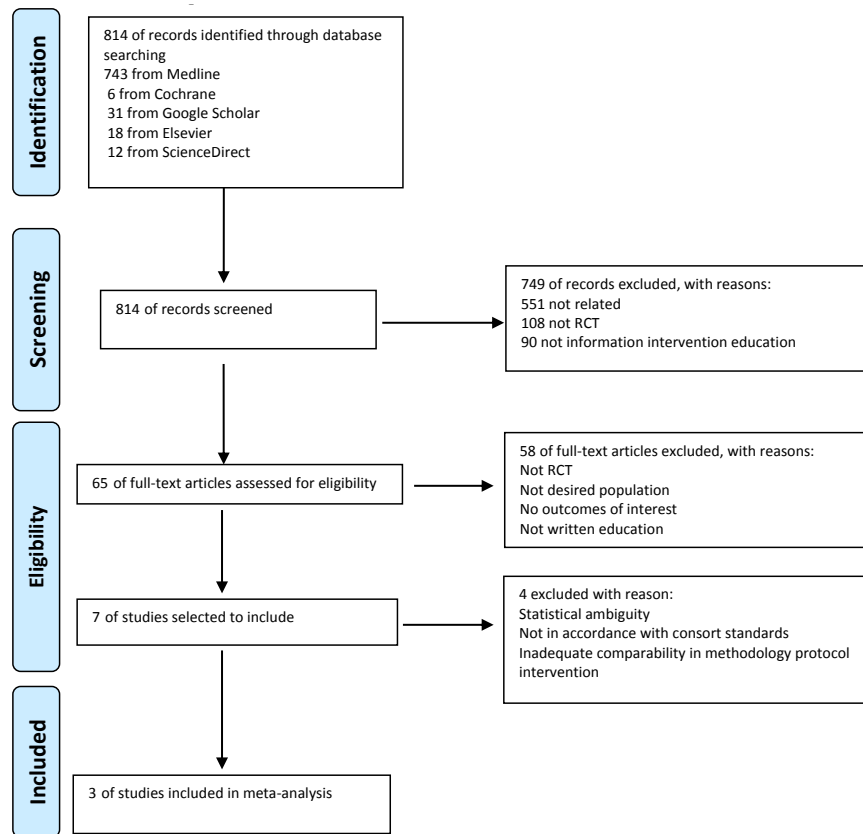 Identification
814 of records identified through database
searching
743 from Medline
6 from Cochrane
31 from Google Scholar
18 from Elsevier
12 from ScienceDirect
Screening
814 of records screened
749 of records excluded, with reasons:
551 not related
108 not RCT
90 not information intervention education
Eligibility
65 of full-text articles assessed for eligibility
58 of full-text articles excluded, with reasons:
Not RCT
Not desired population
No outcomes of interest
Not written education
7 of studies selected to include
4 excluded with reason:
Statistical ambiguity
Not in accordance with consort standards
Inadequate comparability in methodology protocol
intervention
Included
3 of studies included in meta-analysis